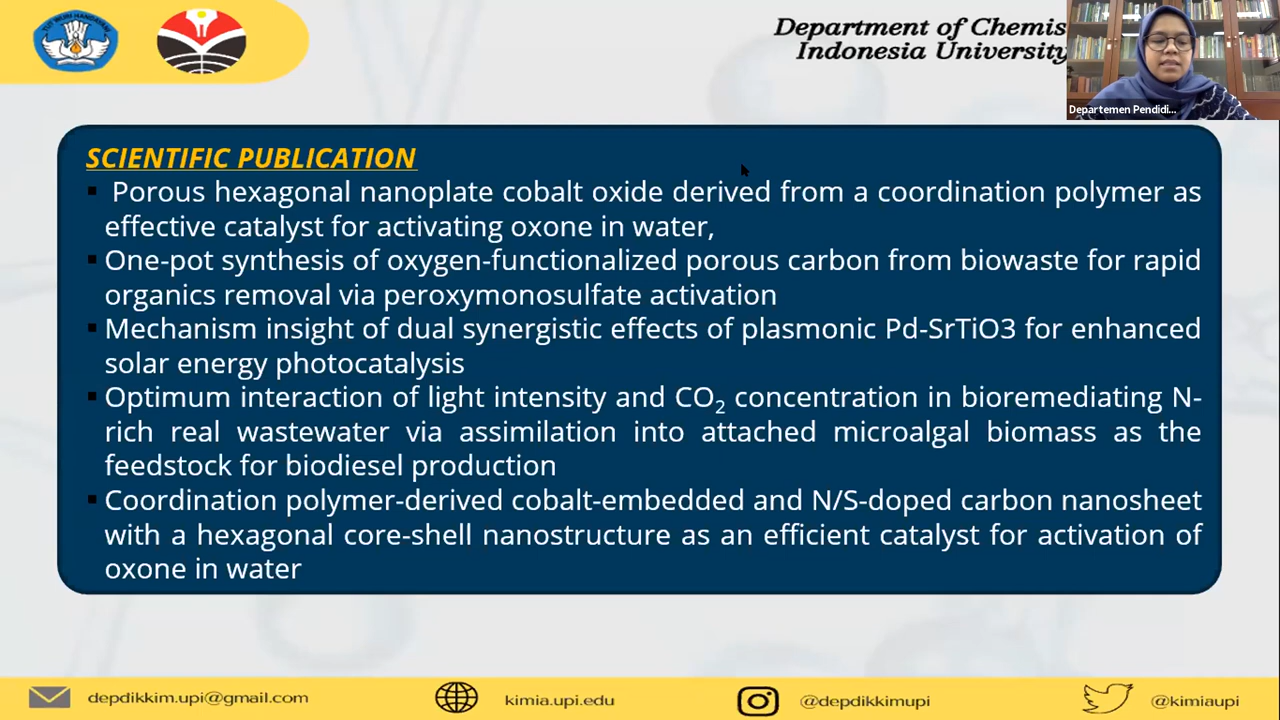 Department of Chemis
Indonesia University
Departemen Pendidi...
SCIENTIFIC PUBLICATION
▪ Porous hexagonal nanoplate cobalt oxide derived from a coordination polymer as
effective catalyst for activating oxone in water,
▪ One-pot synthesis of oxygen-functionalized porous carbon from biowaste for rapid
organics removal via peroxymonosulfate activation
▪ Mechanism insight of dual synergistic effects of plasmonic Pd-SrTiO3 for enhanced
solar energy photocatalysis
▪ Optimum interaction of light intensity and CO₂ concentration in bioremediating N-
rich real wastewater via assimilation into attached microalgal biomass as the
feedstock for biodiesel production
▪ Coordination polymer-derived cobalt-embedded and N/S-doped carbon nanosheet
with a hexagonal core-shell nanostructure as an efficient catalyst for activation of
oxone in water
depdikkim.upi@gmail.com
kimia.upi.edu
@depdikkimupi
@kimiaupi